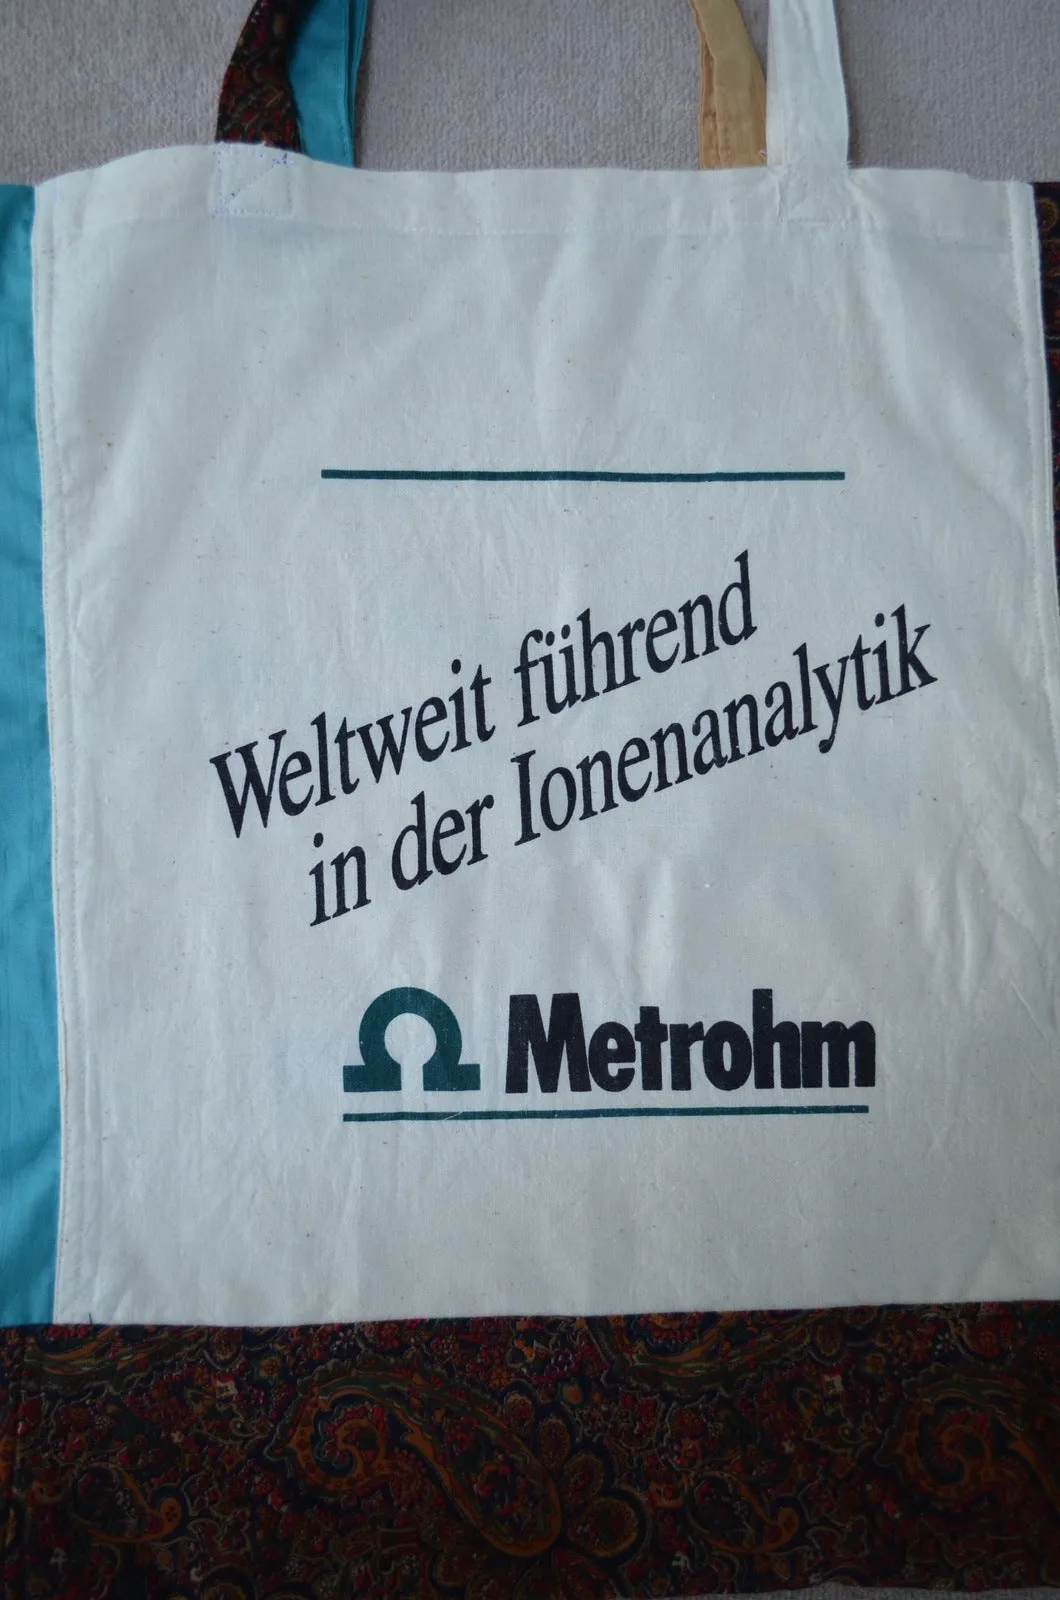 Weltweit führend
in der Ionenanalytik
Metrohm